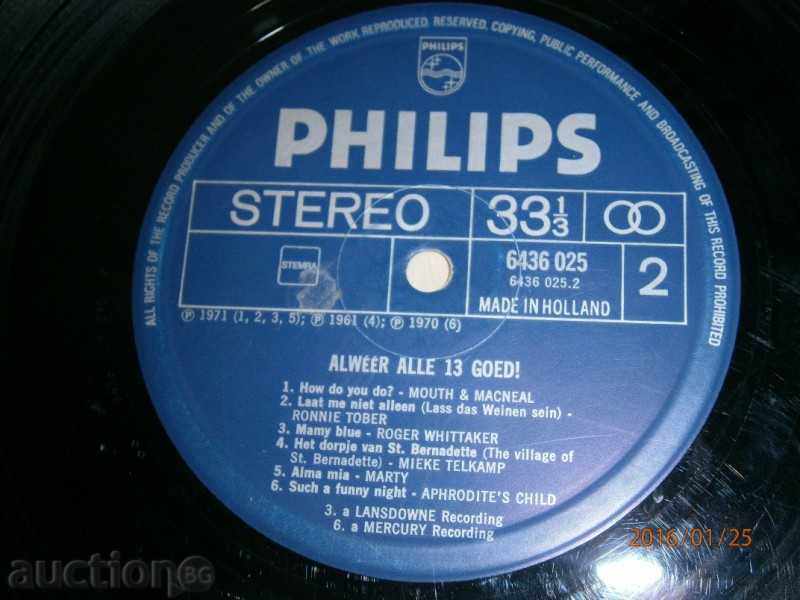 ALL RIGHTS OF THE RECORD PRODUCER AND OF THE OWNER OF THE WORK REPRODUCED. RESERVED. COPYING, PUBLIC PERFORMANCE AND BROADCASTING OF THIS RECORD PROHIBITED
PHILIPS
PHILIPS
STEREO 33⅓
STEMRA 6436 025 2
6436 025.2
MADE IN HOLLAND
Ⓟ 1971 (1, 2, 3, 5); Ⓟ 1961 (4); Ⓟ 1970 (6)
ALWÉÉR ALLE 13 GOED!
1. How do you do? - MOUTH & MACNEAL
2. Laat me niet alleen (Lass das Weinen sein) -
RONNIE TOBER
3. Mamy blue - ROGER WHITTAKER
4. Het dorpje van St. Bernadette (The village of
St. Bernadette) - MIEKE TELKAMP
5. Alma mia - MARTY
6. Such a funny night - APHRODITE'S CHILD
3. a LANSDOWNE Recording
6. a MERCURY Recording
2016/01/25
auction BG